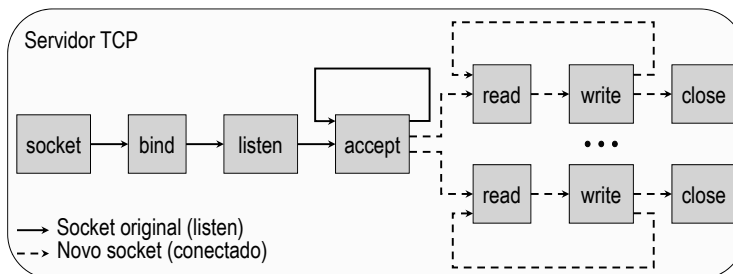 Servidor TCP
read
write
close
socket
bind
listen
accept
• • •
read
write
close
Socket original (listen)
Novo socket (conectado)